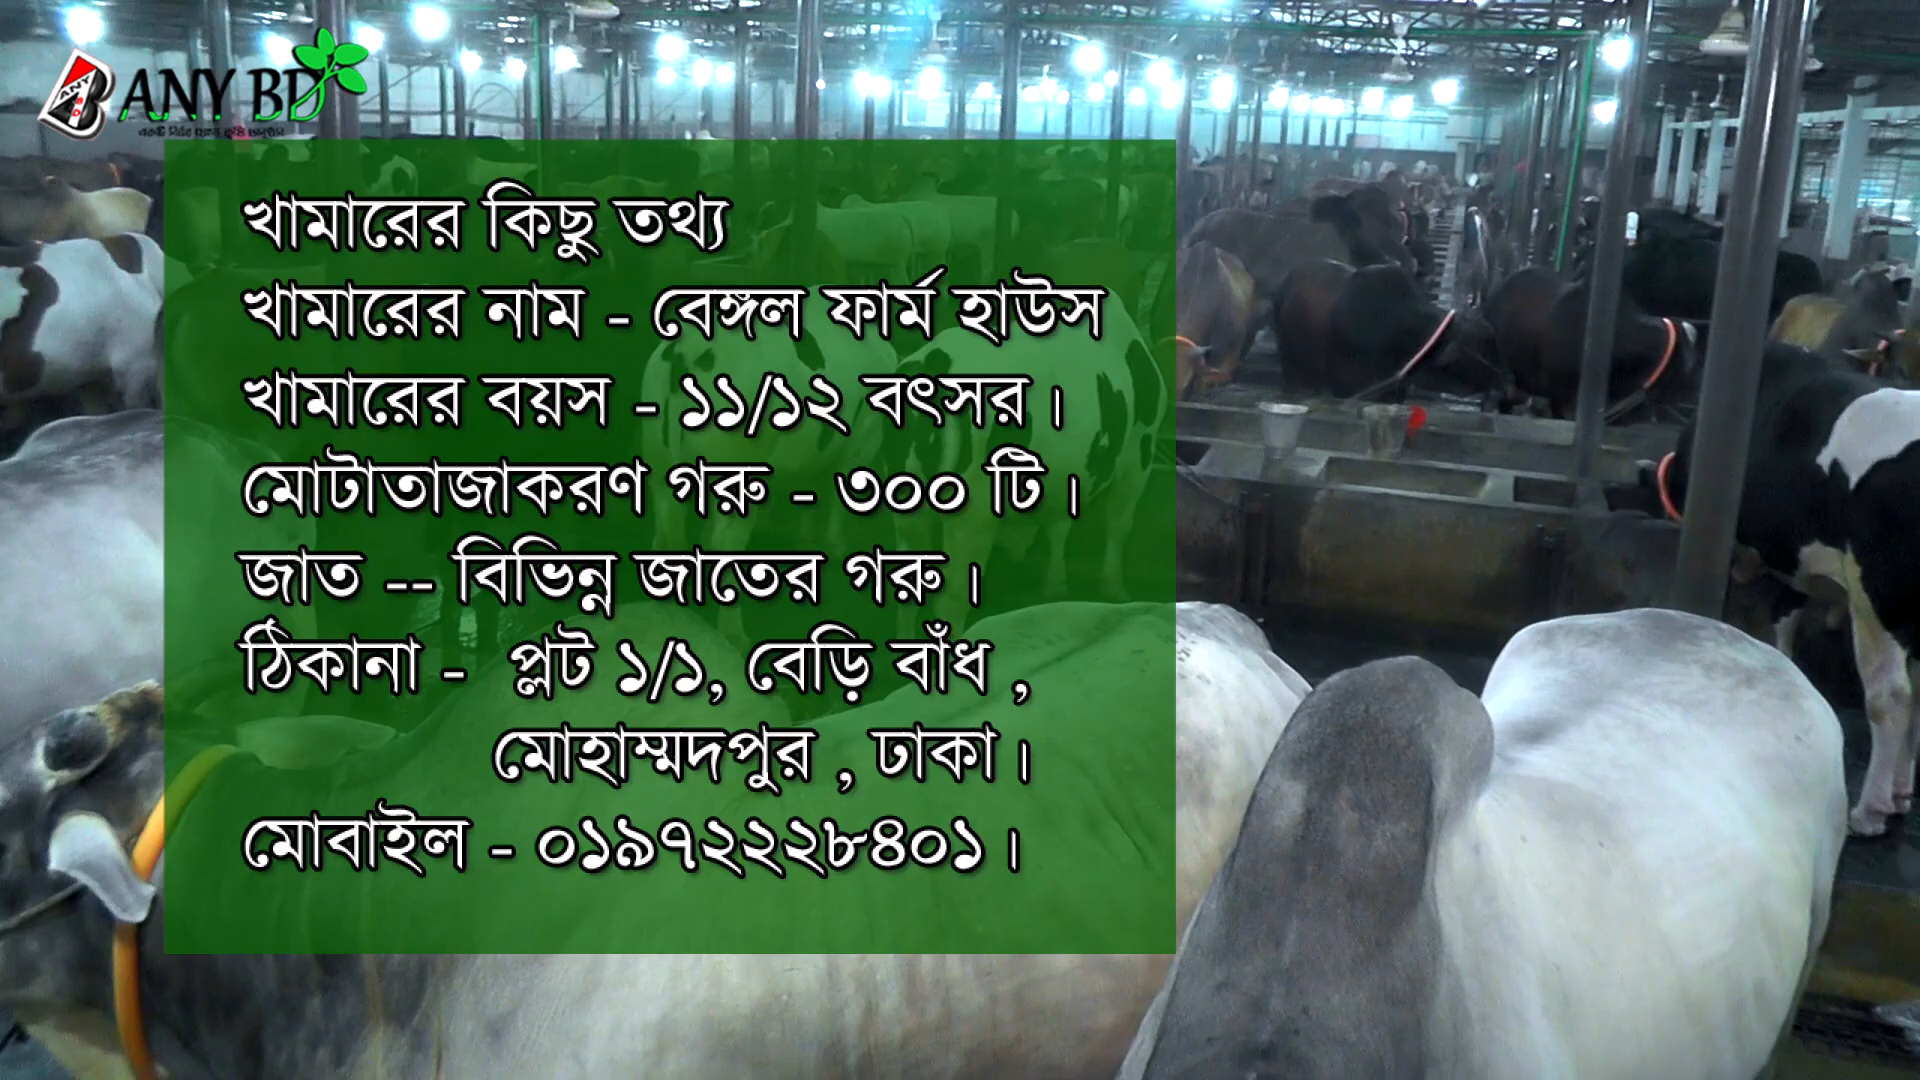 ANY BD
খামারের কিছু তথ্য
খামারের নাম - বেঙ্গল ফার্ম হাউস
খামারের বয়স - ১১/১২ বৎসর।
মোটাতাজাকরণ গরু - ৩০০ টি।
জাত -- বিভিন্ন জাতের গরু।
ঠিকানা - প্লট ১/১, বেড়ি বাঁধ ,
মোহাম্মদপুর , ঢাকা।
মোবাইল - ০১৯৭২২২৮৪০১।